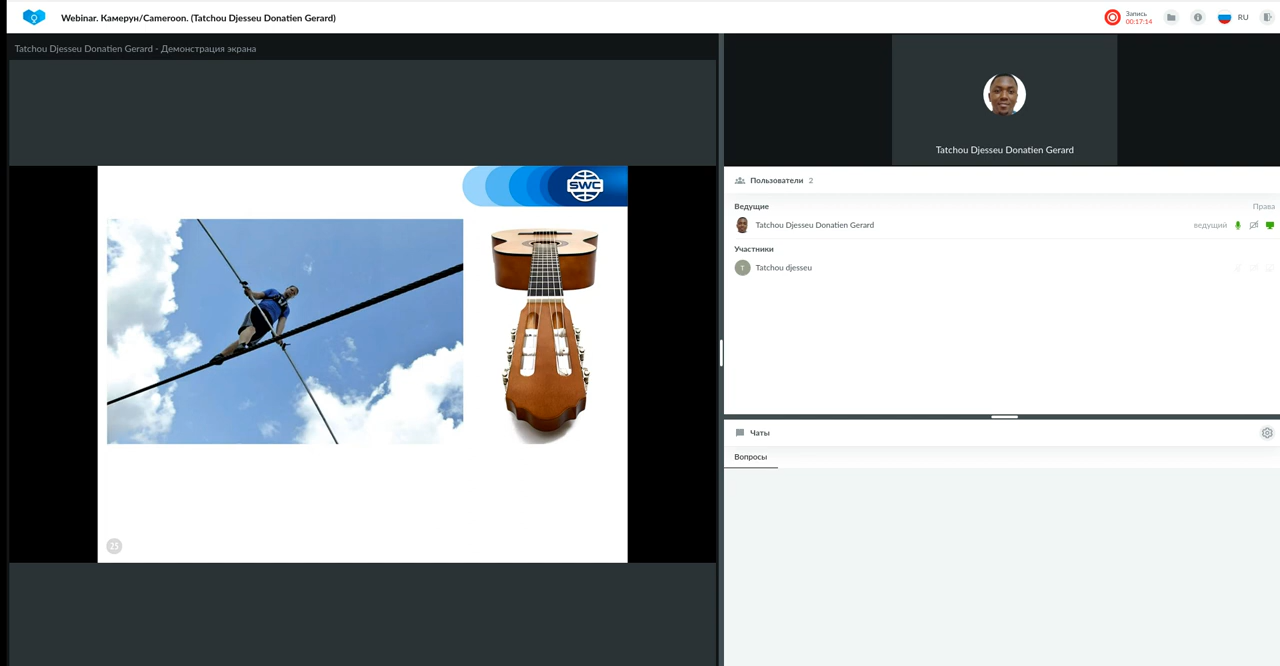 Webinar. Камерун/Cameroon. (Tatchou Djesseu Donatien Gerard)
Запись
00:17:14
RU
Tatchou Djesseu Donatien Gerard - Демонстрация экрана
SWC
25
Tatchou Djesseu Donatien Gerard
Пользователи 2
Ведущие Права
Tatchou Djesseu Donatien Gerard ведущий
Участники
T Tatchou djesseu
Чаты
Вопросы